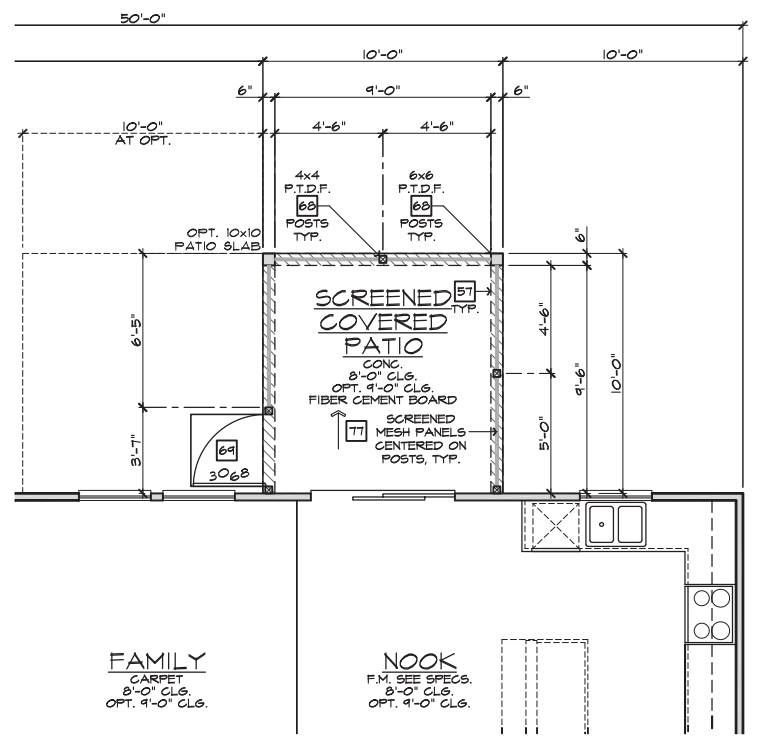 50'-0"
10'-0"
10'-0"
6"
9'-0"
6"
10'-0"
AT OPT.
4'-6"
4'-6"
4x4
P.T.D.F.
68
POSTS
TYP.
6x6
P.T.D.F.
68
POSTS
TYP.
OPT. 10x10
PATIO SLAB
6"
6'-5"
3'-7"
SCREENED
COVERED
PATIO
CONC.
8'-0" CLG.
OPT. 9'-0" CLG.
FIBER CEMENT BOARD
57
TYP.
4'-6"
9'-6"
10'-0"
5'-0"
77
SCREENED
MESH PANELS
CENTERED ON
POSTS, TYP.
69
3068
FAMILY
CARPET
8'-0" CLG.
OPT. 9'-0" CLG.
NOOK
F.M. SEE SPECS.
8'-0" CLG.
OPT. 9'-0" CLG.